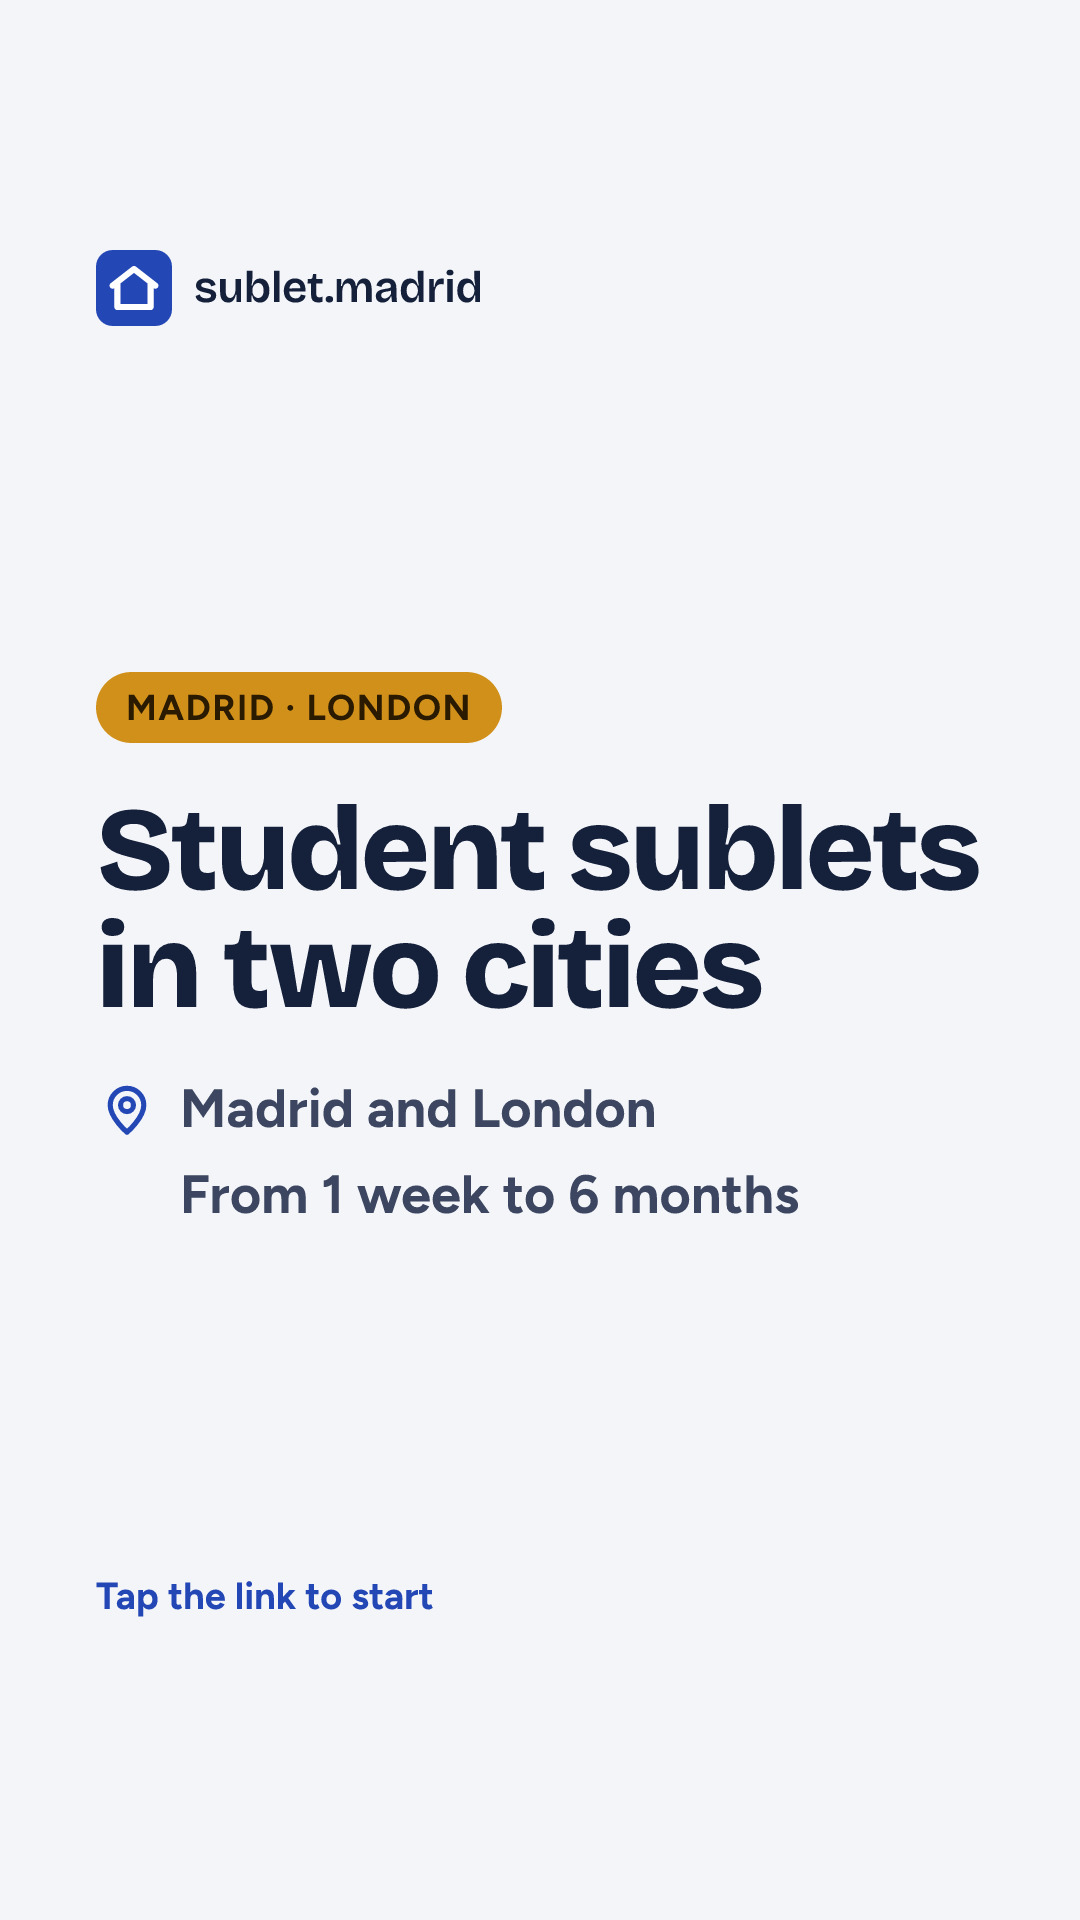 sublet.madrid
MADRID · LONDON
Student sublets
in two cities
Madrid and London
From 1 week to 6 months
Tap the link to start